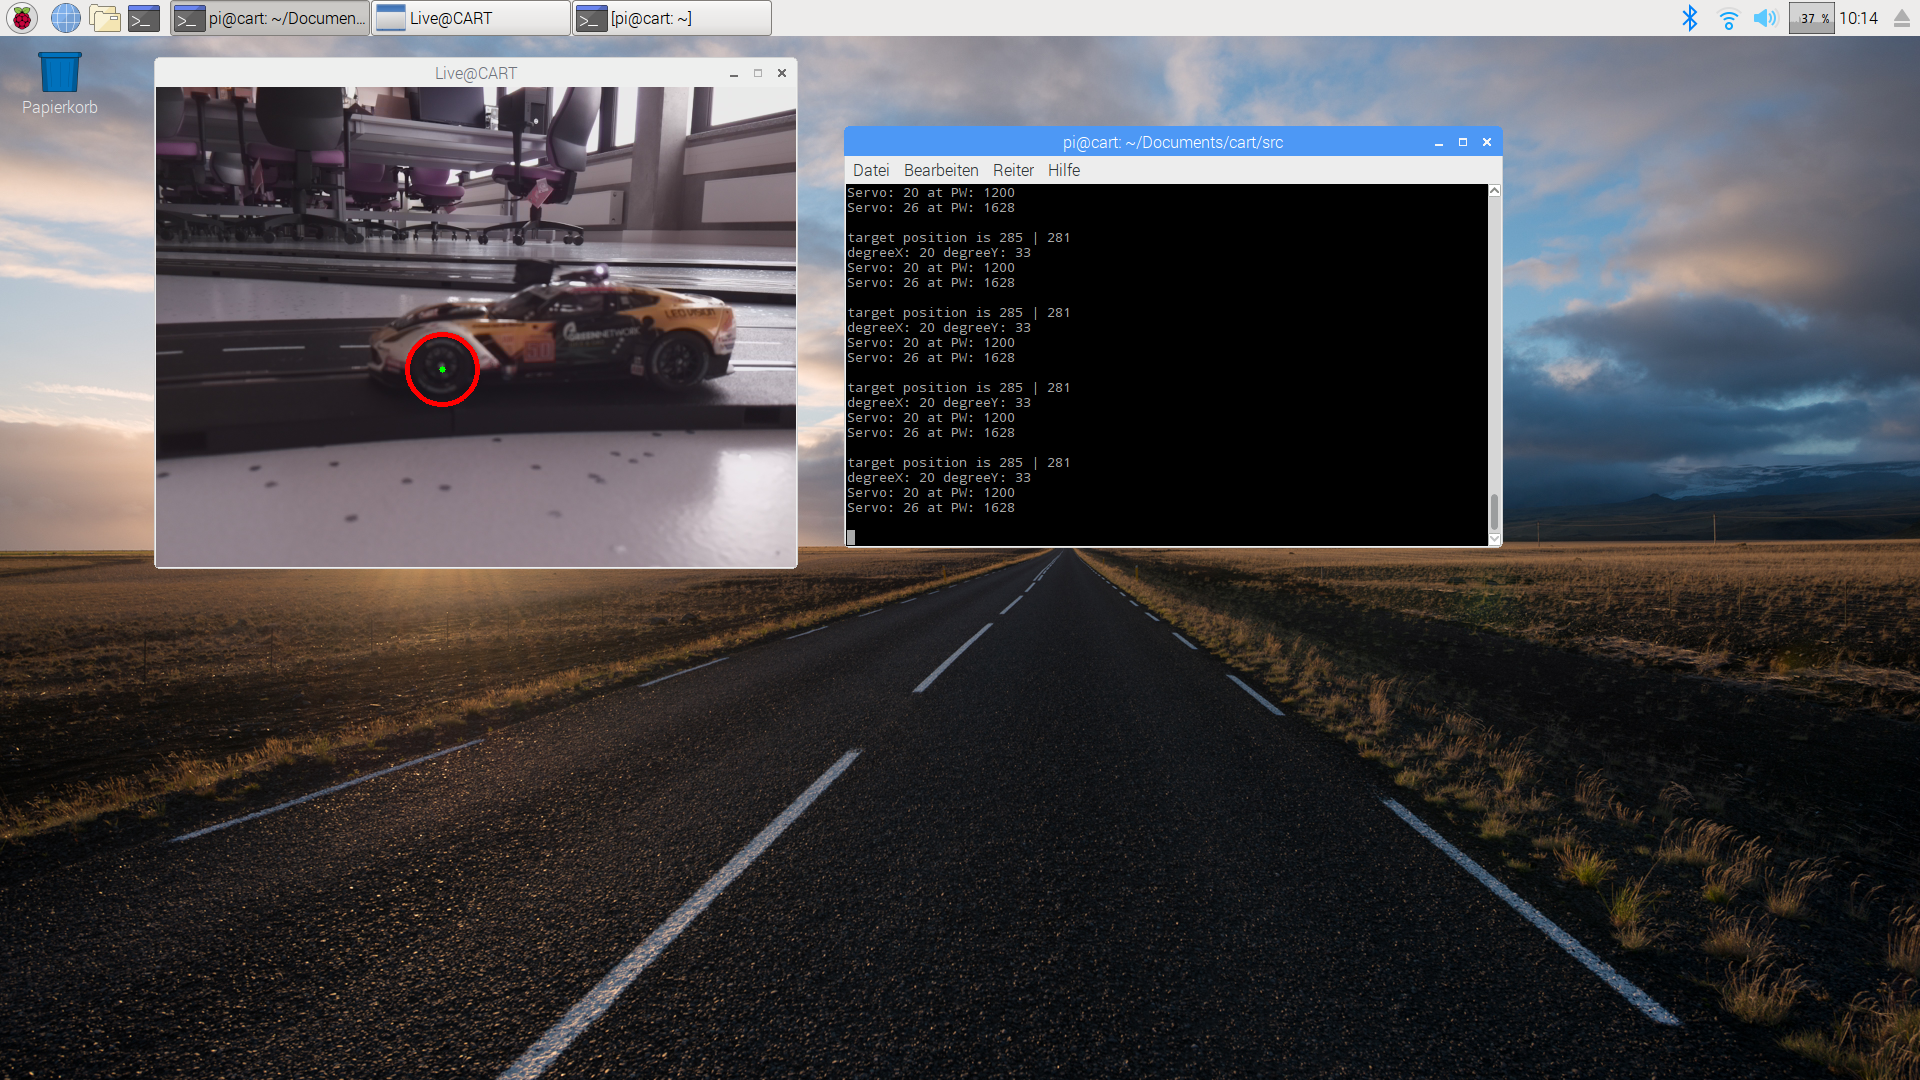 pi@cart: ~/Documen...
Live@CART
[pi@cart: ~]
37 %
10:14
Papierkorb
Live@CART
GREENNETWORK
pi@cart: ~/Documents/cart/src
Datei Bearbeiten Reiter Hilfe
Servo: 20 at PW: 1200
Servo: 26 at PW: 1628
target position is 285 | 281
degreeX: 20 degreeY: 33
Servo: 20 at PW: 1200
Servo: 26 at PW: 1628
target position is 285 | 281
degreeX: 20 degreeY: 33
Servo: 20 at PW: 1200
Servo: 26 at PW: 1628
target position is 285 | 281
degreeX: 20 degreeY: 33
Servo: 20 at PW: 1200
Servo: 26 at PW: 1628
target position is 285 | 281
degreeX: 20 degreeY: 33
Servo: 20 at PW: 1200
Servo: 26 at PW: 1628